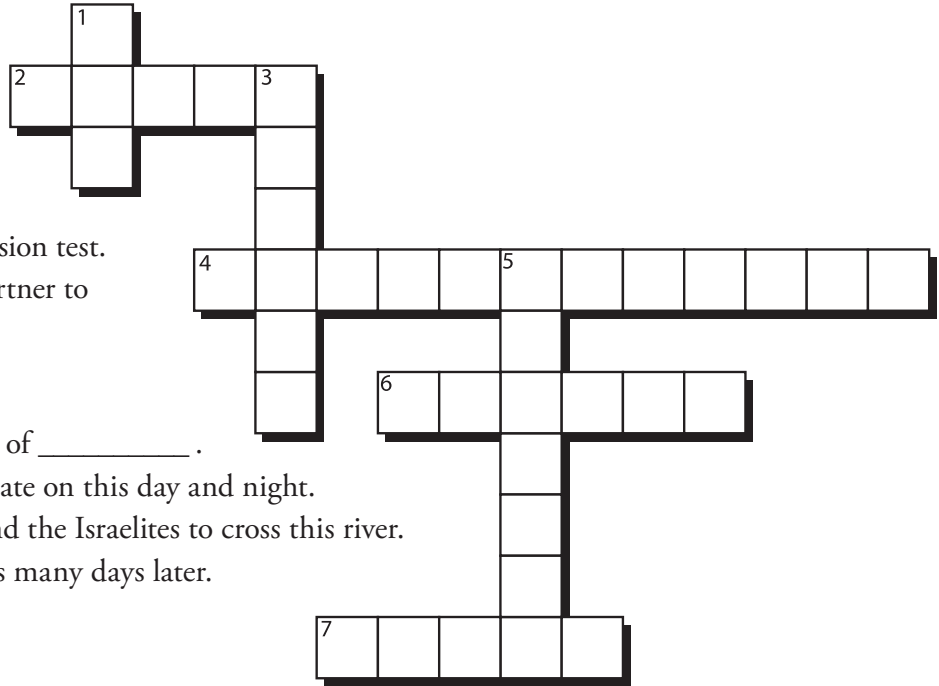 1
2
3
sion test.
4
5
rtner to
6
of __________ .
ate on this day and night.
nd the Israelites to cross this river.
s many days later.
7